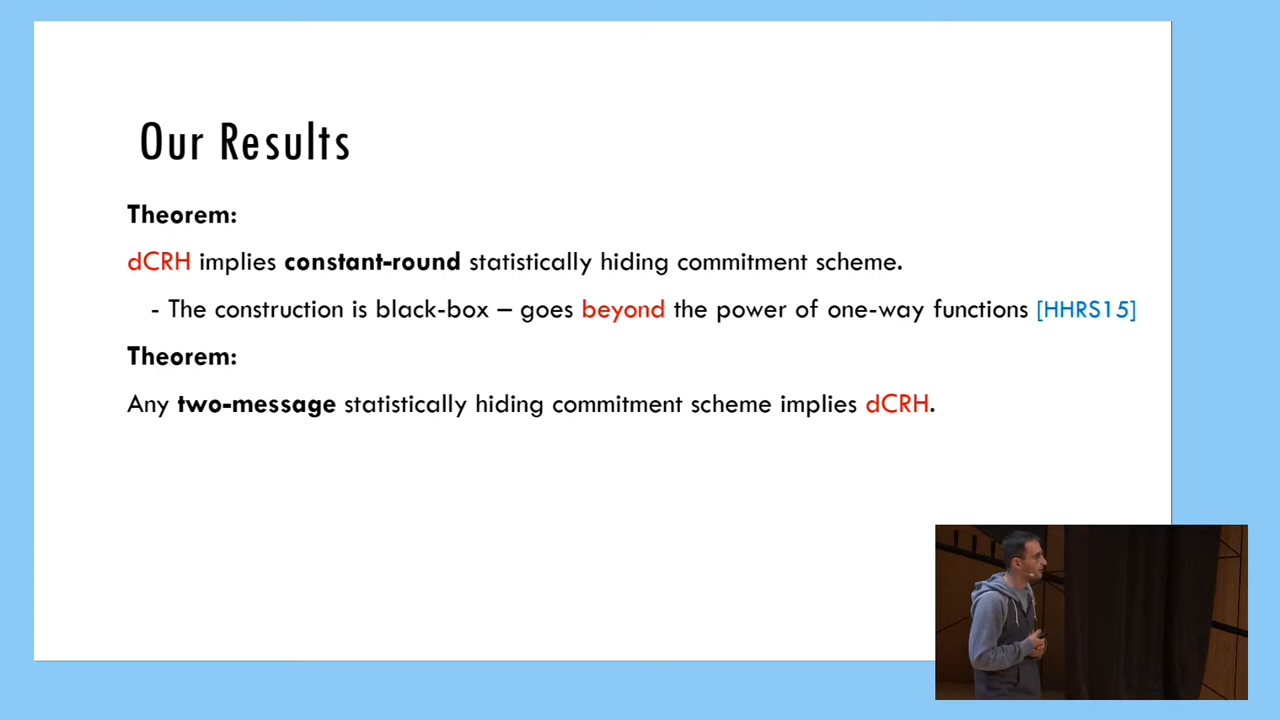 Our Results
Theorem:
dCRH implies constant-round statistically hiding commitment scheme.
- The construction is black-box – goes beyond the power of one-way functions [HHRS15]
Theorem:
Any two-message statistically hiding commitment scheme implies dCRH.